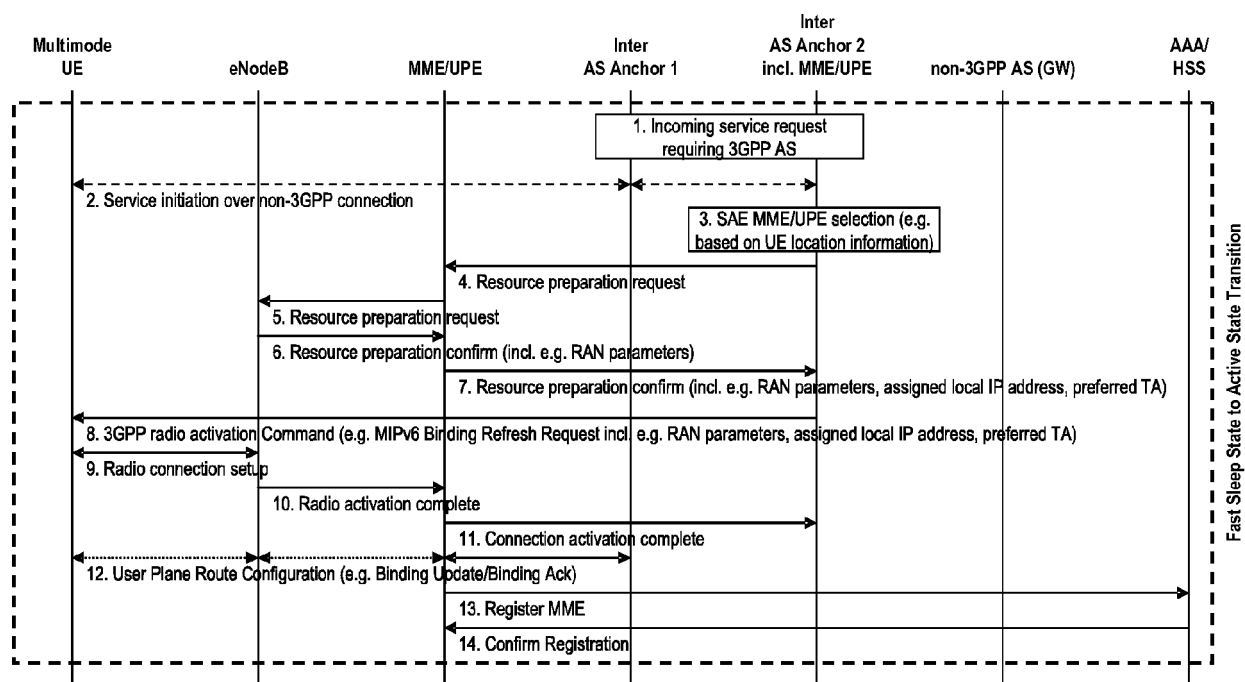 Multimode
UE
eNodeB
MME/UPE
Inter
AS Anchor 1
Inter
AS Anchor 2
incl. MME/UPE
non-3GPP AS (GW)
AAA/
HSS
1. Incoming service request
requiring 3GPP AS
2. Service initiation over non-3GPP connection
3. SAE MME/UPE selection (e.g.
based on UE location information)
4. Resource preparation request
5. Resource preparation request
6. Resource preparation confirm (incl. e.g. RAN parameters)
7. Resource preparation confirm (incl. e.g. RAN parameters, assigned local IP address, preferred TA)
8. 3GPP radio activation Command (e.g. MIPv6 Binding Refresh Request incl. e.g. RAN parameters, assigned local IP address, preferred TA)
9. Radio connection setup
10. Radio activation complete
11. Connection activation complete
12. User Plane Route Configuration (e.g. Binding Update/Binding Ack)
13. Register MME
14. Confirm Registration
Fast Sleep State to Active State Transition